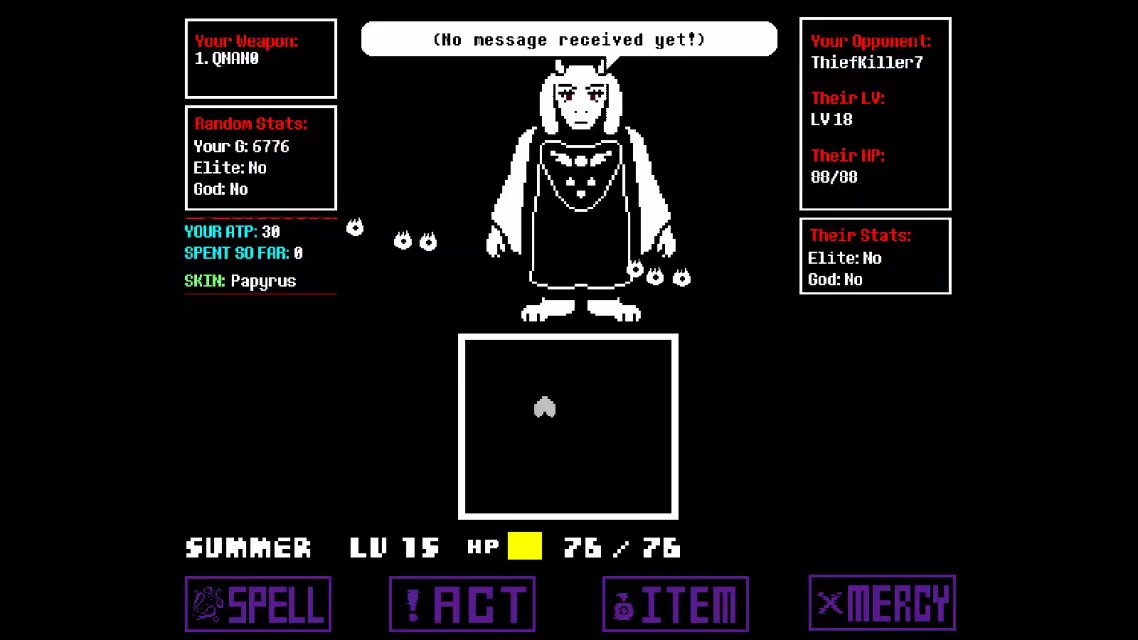 Your Weapon:
1. QNAN0
Random Stats:
Your G: 6776
Elite: No
God: No
YOUR ATP: 30
SPENT SO FAR: 0
SKIN: Papyrus
(No message received yet!)
Your Opponent:
ThiefKiller7
Their LV:
LV 18
Their HP:
88/88
Their Stats:
Elite: No
God: No
SUMMER LV 15 HP 76 / 76
SPELL ACT ITEM MERCY